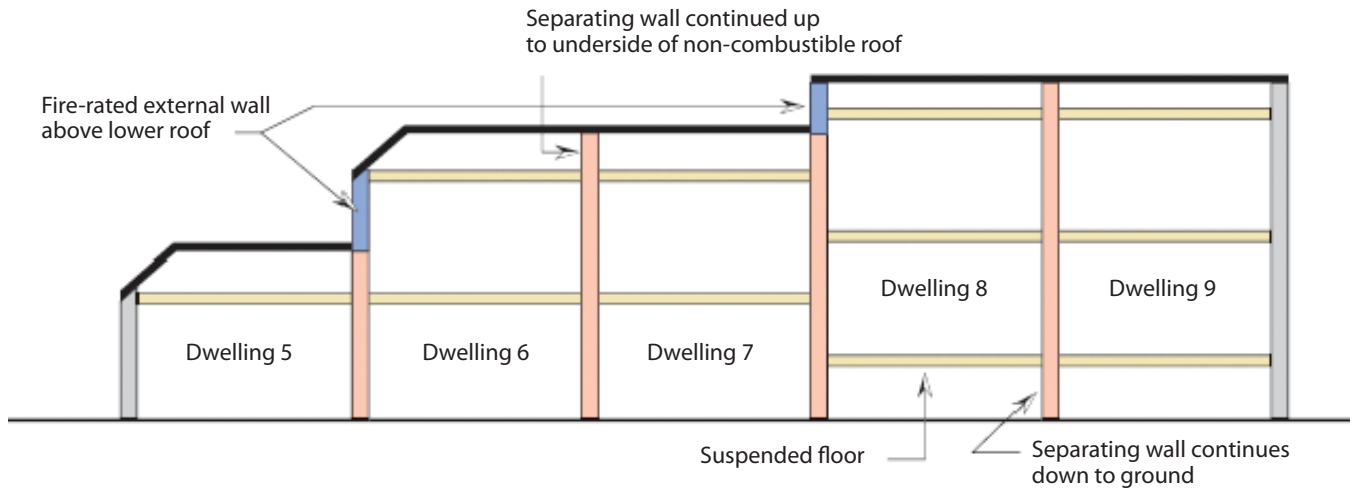 Separating wall continued up
to underside of non-combustible roof
Fire-rated external wall
above lower roof
Dwelling 5
Dwelling 6
Dwelling 7
Dwelling 8
Dwelling 9
Suspended floor
Separating wall continues
down to ground